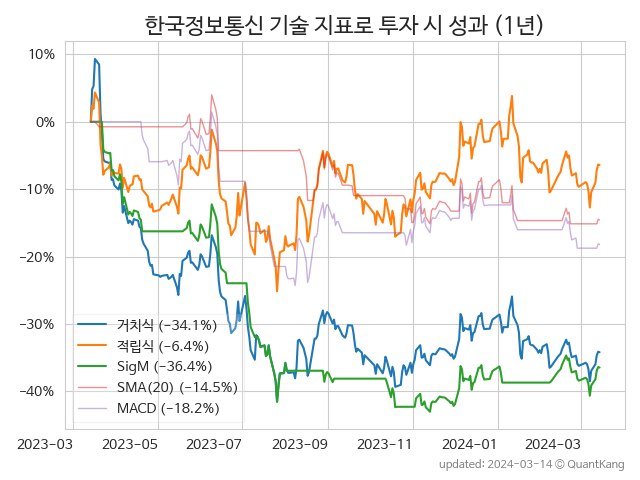 한국정보통신 기술 지표로 투자 시 성과 (1년)
10%
0%
−10%
−20%
−30%
−40%
거치식 (−34.1%)
적립식 (−6.4%)
SigM (−36.4%)
SMA(20) (−14.5%)
MACD (−18.2%)
2023-03 2023-05 2023-07 2023-09 2023-11 2024-01 2024-03
updated: 2024-03-14 © QuantKang